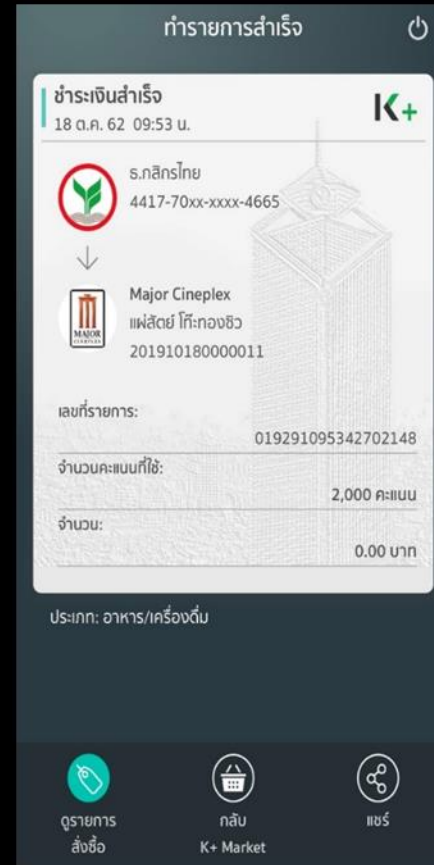 ทำรายการสำเร็จ
ชำระเงินสำเร็จ
18 ต.ค. 62 09:53 น.
K+
ธ.กสิกรไทย
4417-70xx-xxxx-4665
Major Cineplex
แผ่สัตย์ โก๊ะทองซิว
201910180000011
MAJOR
CINEPLEX
เลขที่รายการ:
019291095342702148
จำนวนคะแนนที่ใช้:
2,000 คะแนน
จำนวน:
0.00 บาท
ประเภท: อาหาร/เครื่องดื่ม
ดูรายการ
สั่งซื้อ
กลับ
K+ Market
แชร์